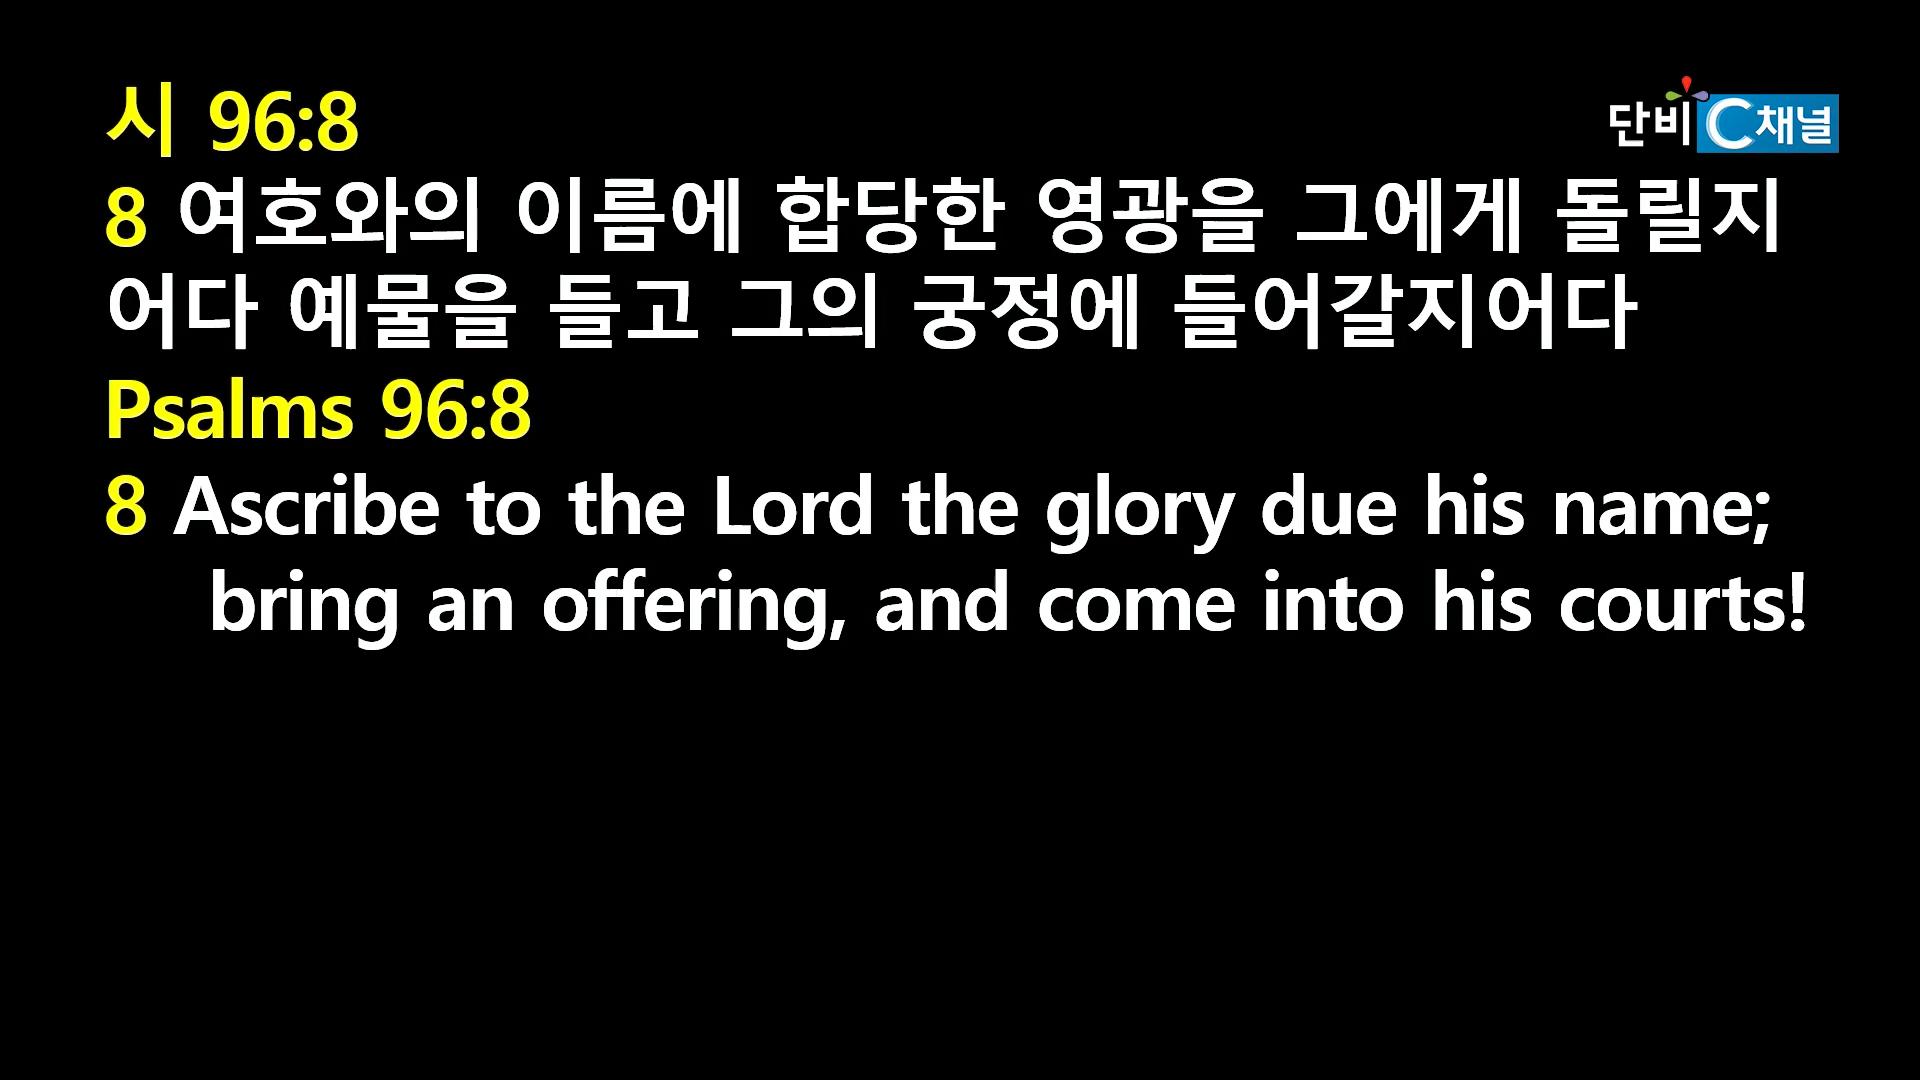 시 96:8
단비 C채널
8 여호와의 이름에 합당한 영광을 그에게 돌릴지
어다 예물을 들고 그의 궁정에 들어갈지어다
Psalms 96:8
8 Ascribe to the Lord the glory due his name;
bring an offering, and come into his courts!